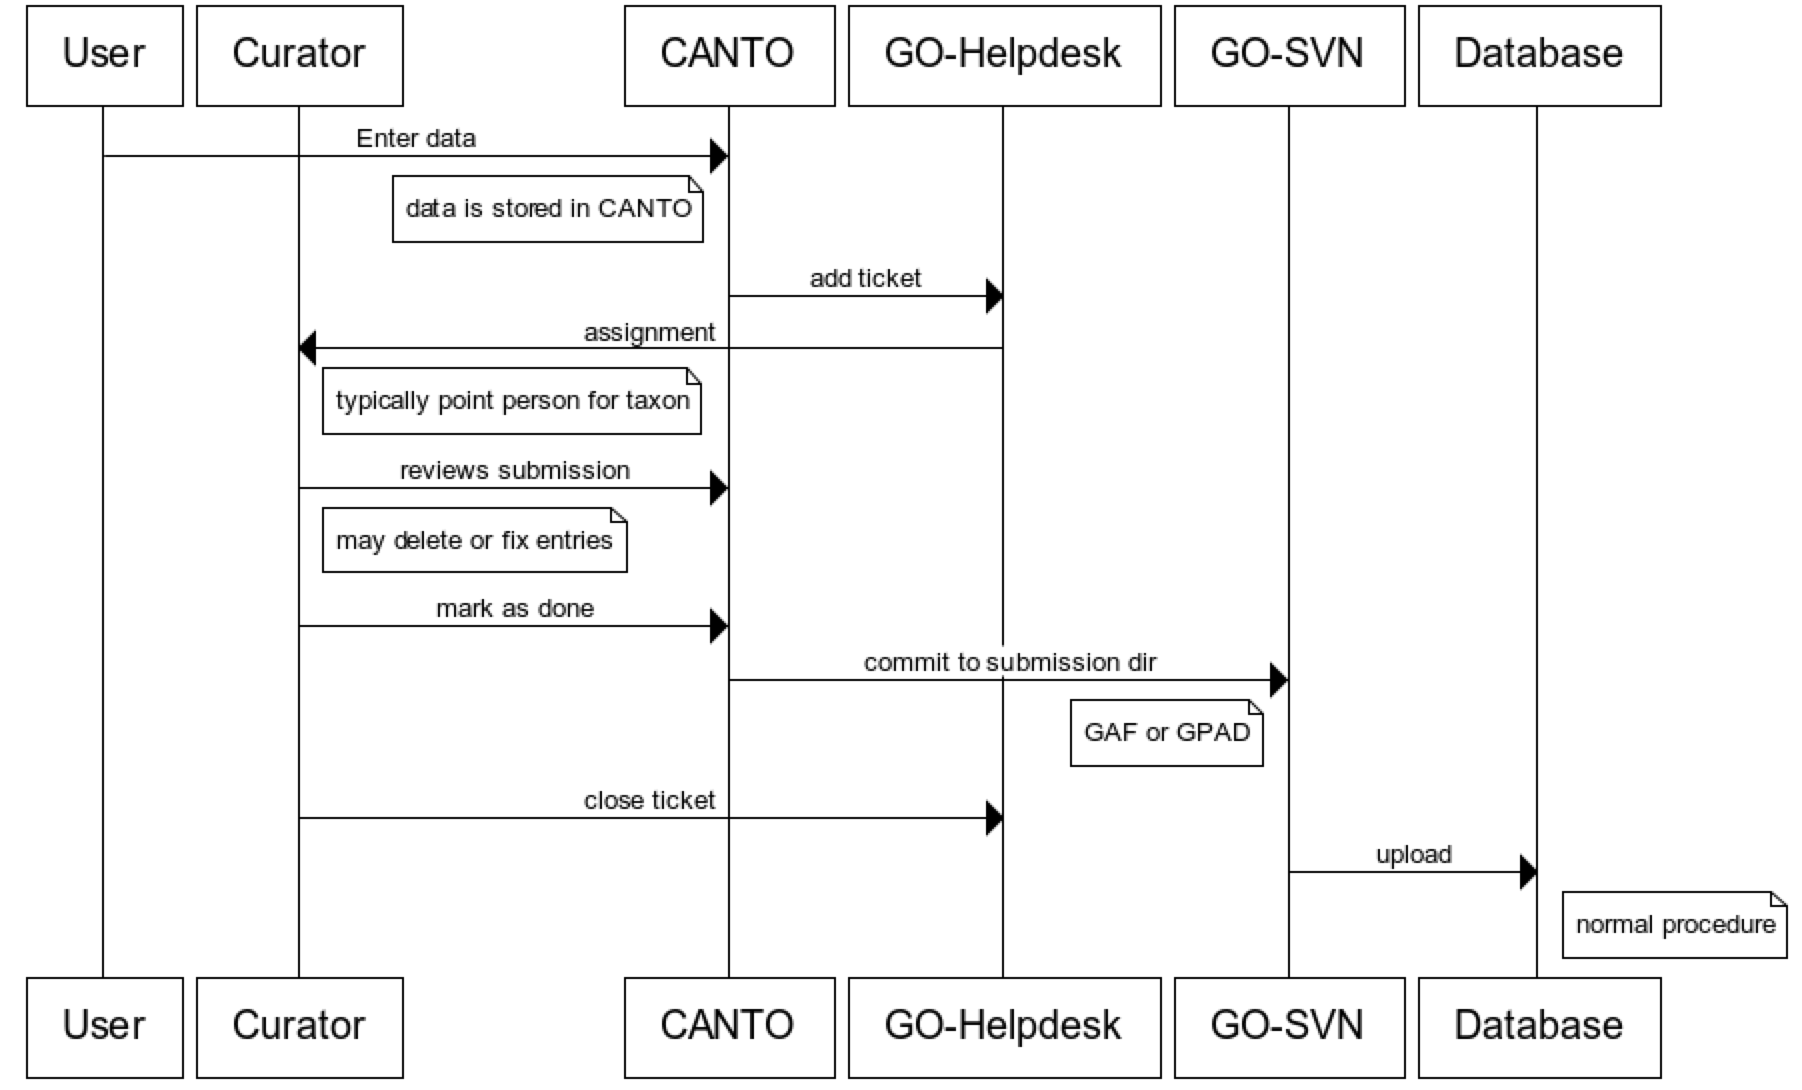 User
Curator
CANTO
GO-Helpdesk
GO-SVN
Database
Enter data
data is stored in CANTO
add ticket
assignment
typically point person for taxon
reviews submission
may delete or fix entries
mark as done
commit to submission dir
GAF or GPAD
close ticket
upload
normal procedure
User
Curator
CANTO
GO-Helpdesk
GO-SVN
Database